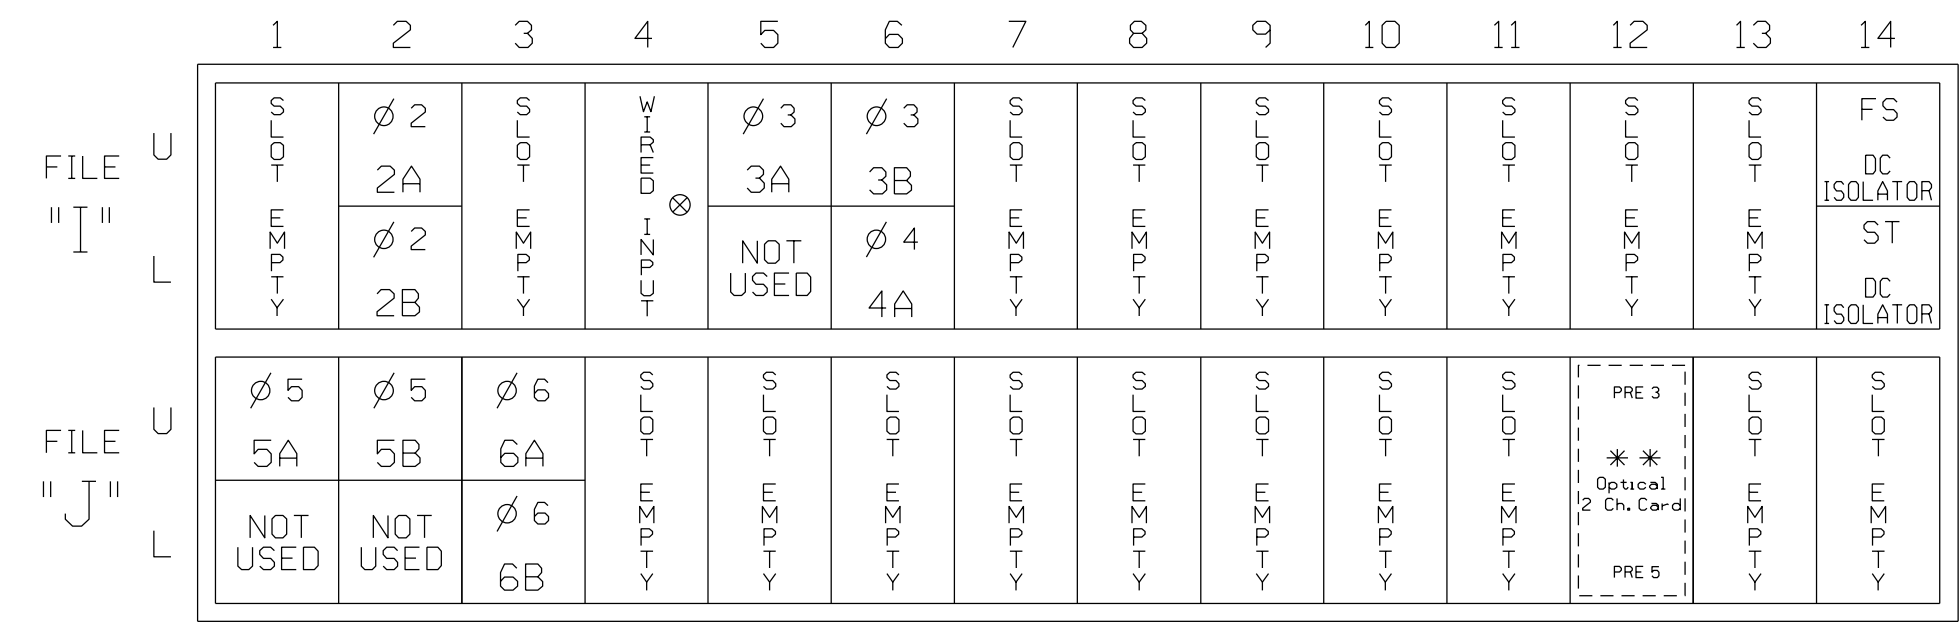 1 2 3 4 5 6 7 8 9 10 11 12 13 14
FILE
"I"
U
L
SLOT EMPTY
Ø 2
2A
Ø 2
2B
SLOT EMPTY
WIRED INPUT
Ø 3
3A
NOT
USED
Ø 3
3B
Ø 4
4A
SLOT EMPTY
SLOT EMPTY
SLOT EMPTY
SLOT EMPTY
SLOT EMPTY
SLOT EMPTY
SLOT EMPTY
FS
DC
ISOLATOR
ST
DC
ISOLATOR
FILE
"J"
U
L
Ø 5
5A
NOT
USED
Ø 5
5B
NOT
USED
Ø 6
6A
Ø 6
6B
SLOT EMPTY
SLOT EMPTY
SLOT EMPTY
SLOT EMPTY
SLOT EMPTY
SLOT EMPTY
SLOT EMPTY
SLOT EMPTY
PRE 3
* *
Optical
2 Ch. Card
PRE 5
SLOT EMPTY
SLOT EMPTY